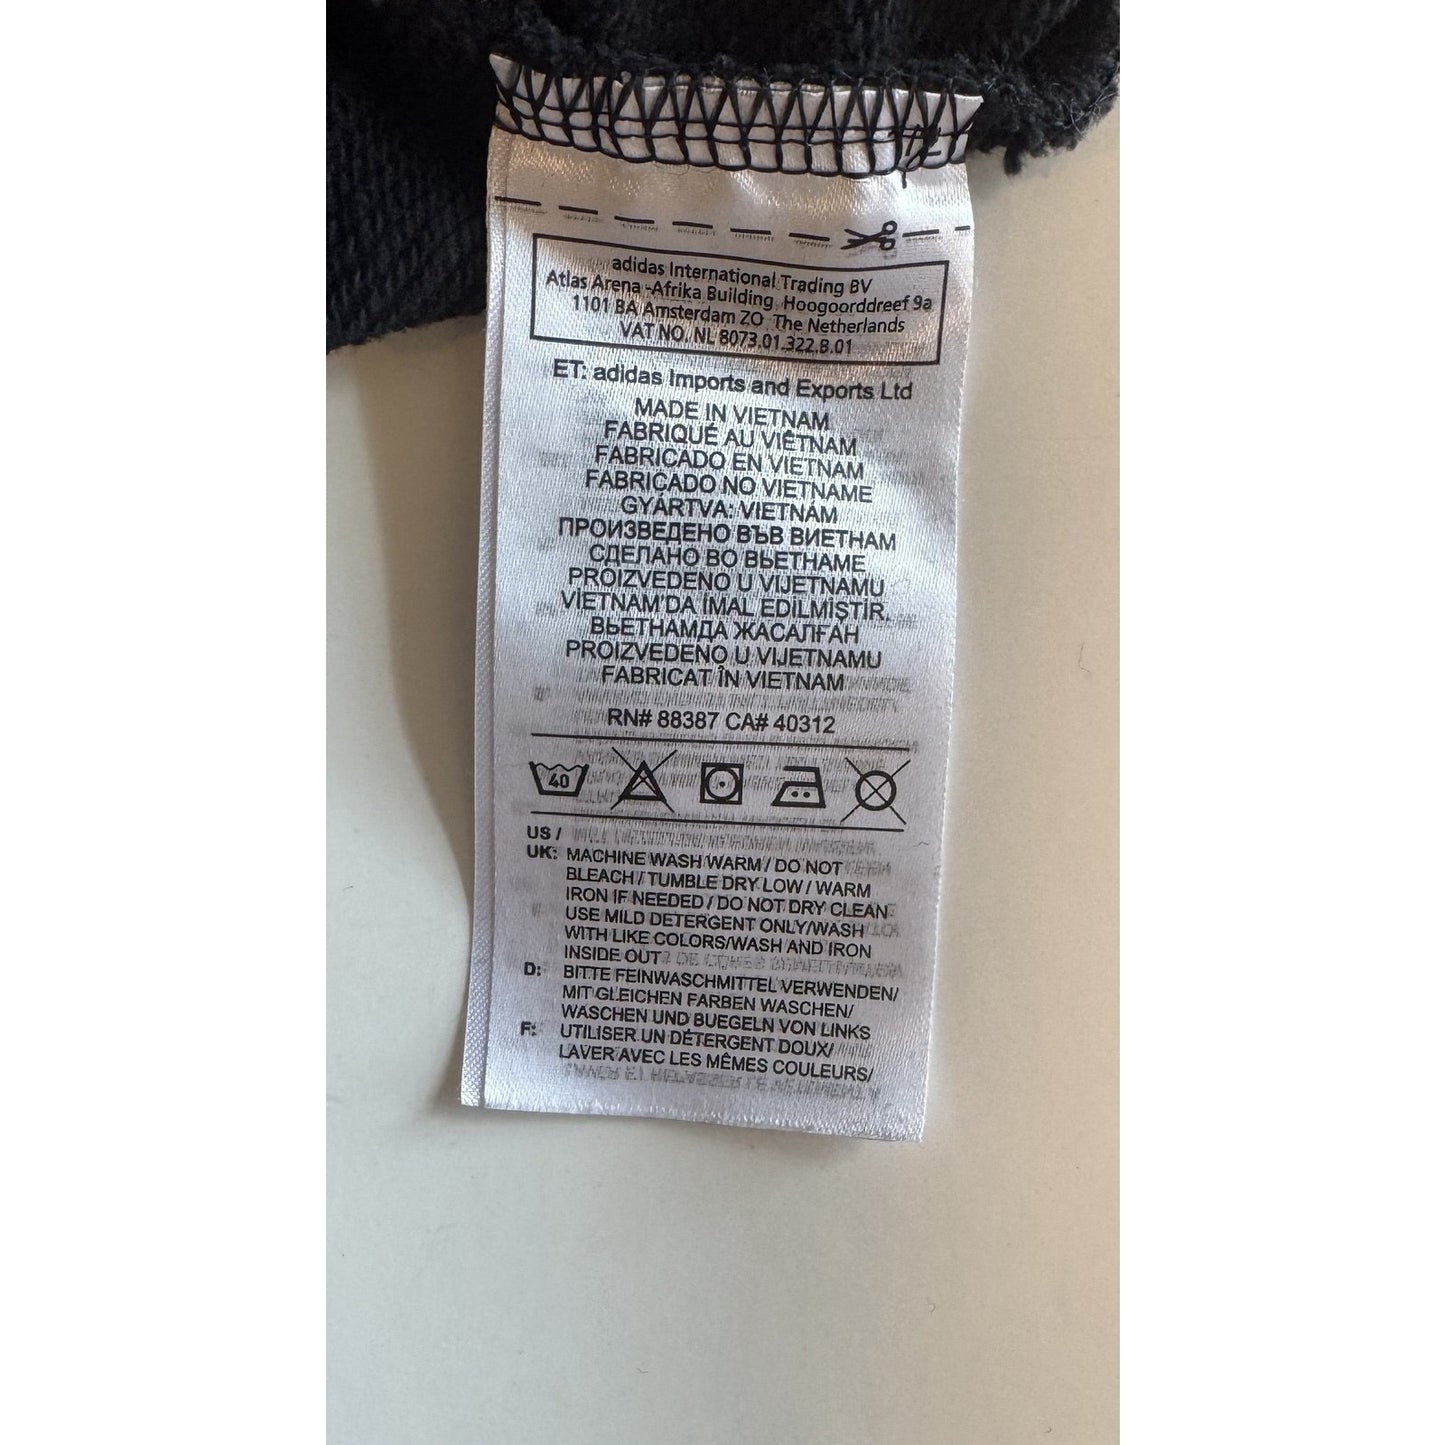 adidas International Trading BV
Atlas Arena -Afrika Building Hoogoorddreef 9a
1101 BA Amsterdam ZO The Netherlands
VAT NO. NL 8073.01.322.B.01
ET: adidas Imports and Exports Ltd
MADE IN VIETNAM
FABRIQUÉ AU VIÊTNAM
FABRICADO EN VIETNAM
FABRICADO NO VIETNAME
GYÁRTVA: VIETNÁM
ПРОИЗВЕДЕНО ВЪВ ВИЕТНАМ
СДЕЛАНО ВО ВЬЕТНАМЕ
PROIZVEDENO U VIJETNAMU
VIETNAM'DA İMAL EDİLMİŞTİR.
ВЬЕТНАМДА ЖАСАЛҒАН
PROIZVEDENO U VIJETNAMU
FABRICAT ÎN VIETNAM
RN# 88387 CA# 40312
40
US /
UK: MACHINE WASH WARM / DO NOT
BLEACH / TUMBLE DRY LOW / WARM
IRON IF NEEDED / DO NOT DRY CLEAN
USE MILD DETERGENT ONLY/WASH
WITH LIKE COLORS/WASH AND IRON
INSIDE OUT
D: BITTE FEINWASCHMITTEL VERWENDEN/
MIT GLEICHEN FARBEN WASCHEN/
WASCHEN UND BUEGELN VON LINKS
F: UTILISER UN DÉTERGENT DOUX/
LAVER AVEC LES MÊMES COULEURS/